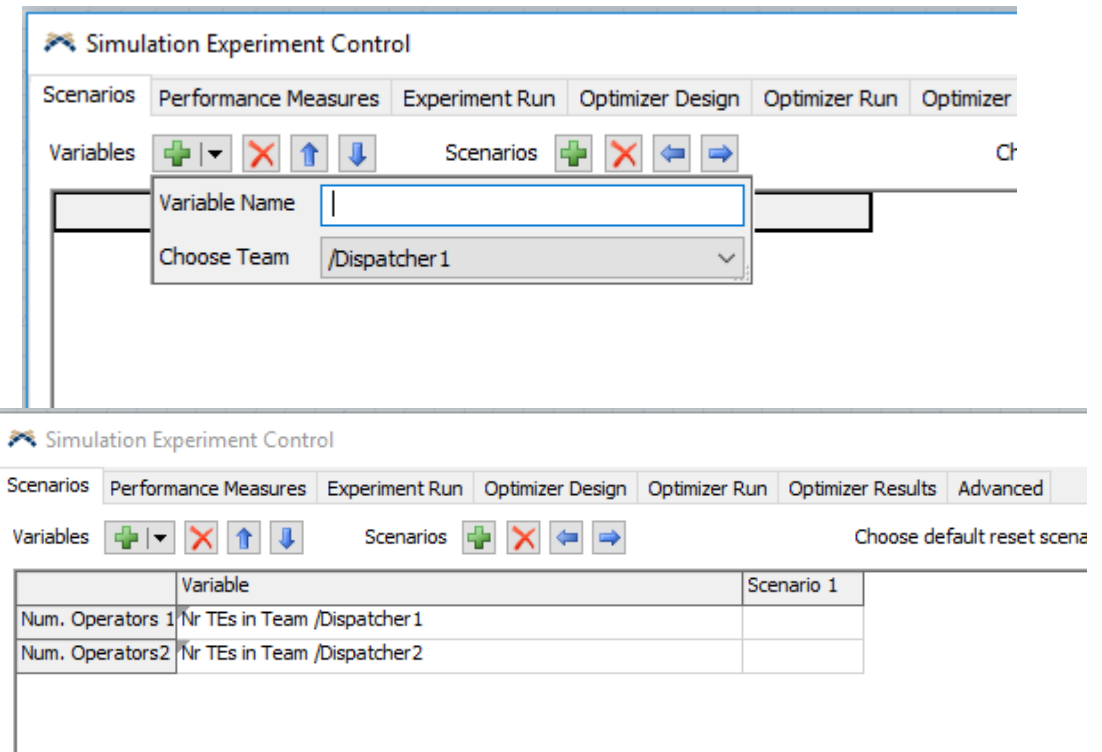 Simulation Experiment Control
Scenarios Performance Measures Experiment Run Optimizer Design Optimizer Run Optimizer
Variables Scenarios Ch
Variable Name
Choose Team /Dispatcher1
Simulation Experiment Control
Scenarios Performance Measures Experiment Run Optimizer Design Optimizer Run Optimizer Results Advanced
Variables Scenarios Choose default reset scena
Variable Scenario 1
Num. Operators 1 Nr TEs in Team /Dispatcher1
Num. Operators2 Nr TEs in Team /Dispatcher2